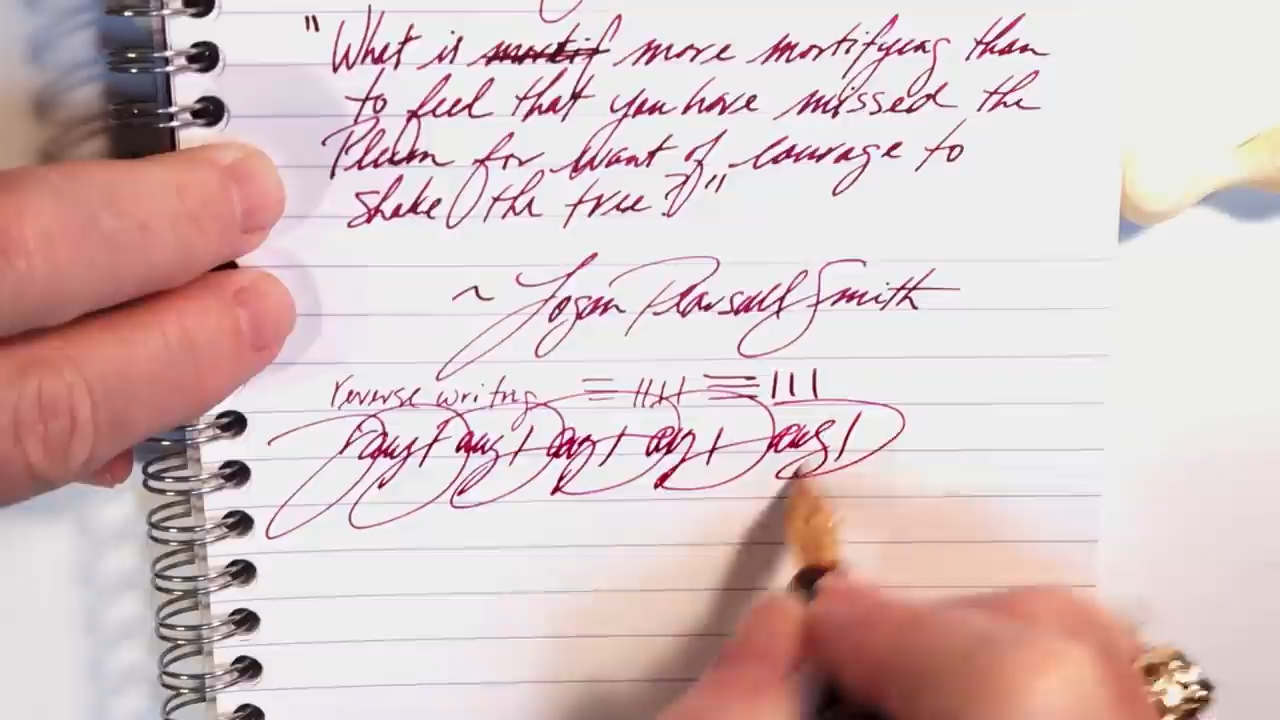 "What is mortif more mortifying than
to feel that you have missed the
Plum for want of courage to
shake the tree?"
~ Logan Pearsall Smith
reverse writing